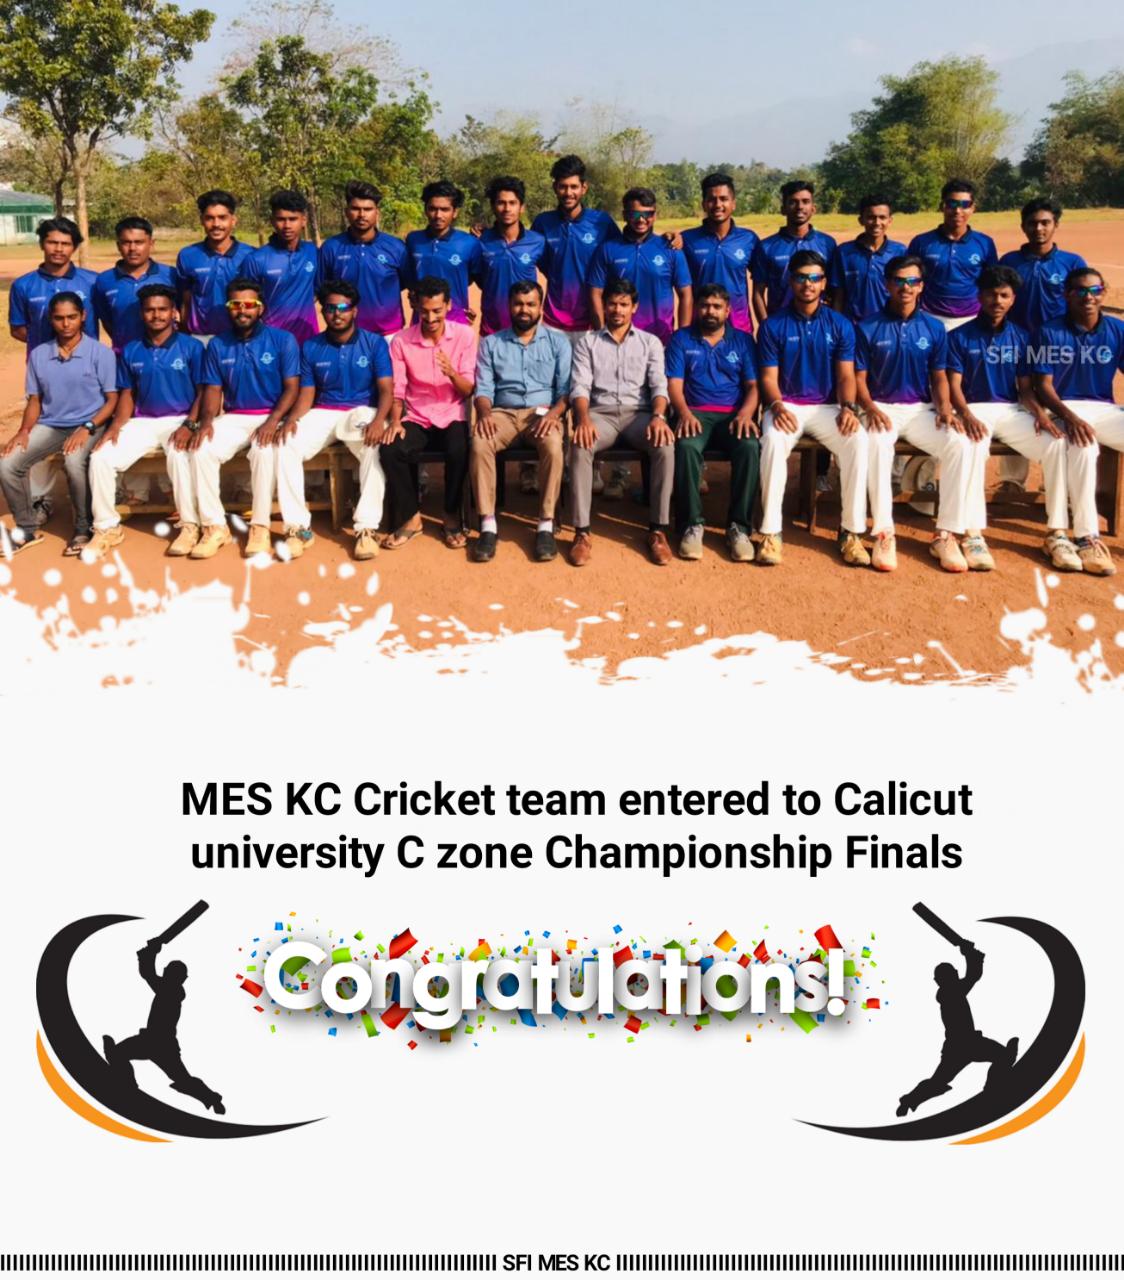 SFI MES KC
MES KC Cricket team entered to Calicut
university C zone Championship Finals
Congratulations!
SFI MES KC